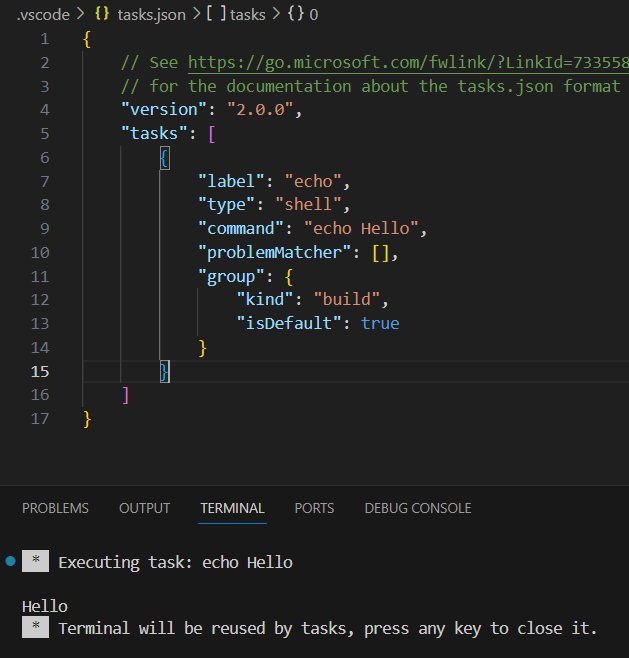 .vscode > {} tasks.json > [ ] tasks > {} 0
1 {
2 // See https://go.microsoft.com/fwlink/?LinkId=733558
3 // for the documentation about the tasks.json format
4 "version": "2.0.0",
5 "tasks": [
6 {
7 "label": "echo",
8 "type": "shell",
9 "command": "echo Hello",
10 "problemMatcher": [],
11 "group": {
12 "kind": "build",
13 "isDefault": true
14 }
15 }
16 ]
17 }
PROBLEMS OUTPUT TERMINAL PORTS DEBUG CONSOLE
* Executing task: echo Hello
Hello
* Terminal will be reused by tasks, press any key to close it.